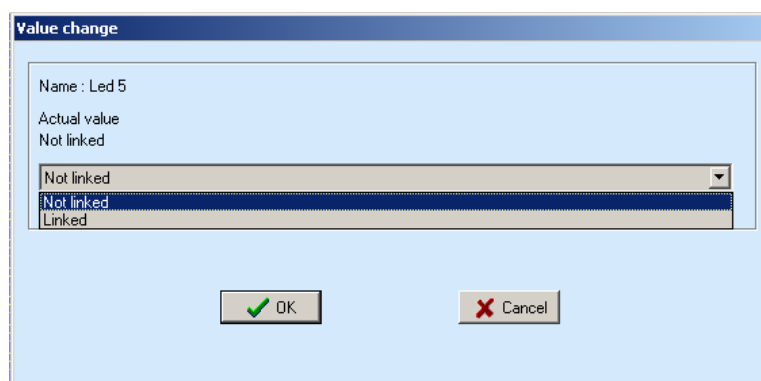 Value change
Name : Led 5
Actual value
Not linked
Not linked
Not linked
Linked
OK
Cancel